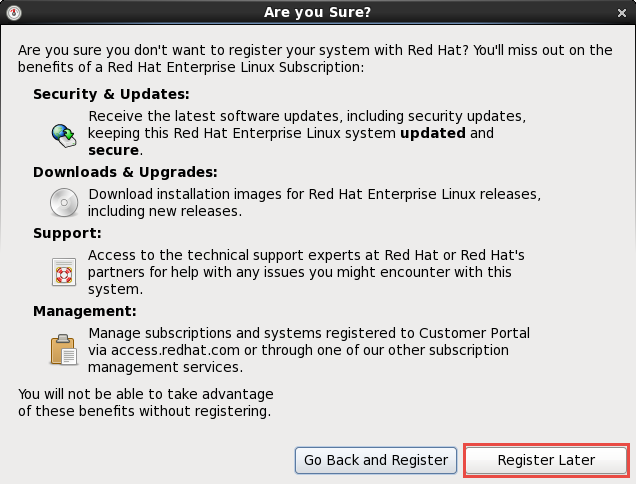 Are you Sure?
Are you sure you don't want to register your system with Red Hat? You'll miss out on the
benefits of a Red Hat Enterprise Linux Subscription:
Security & Updates:
Receive the latest software updates, including security updates,
keeping this Red Hat Enterprise Linux system updated and
secure.
Downloads & Upgrades:
Download installation images for Red Hat Enterprise Linux releases,
including new releases.
Support:
Access to the technical support experts at Red Hat or Red Hat's
partners for help with any issues you might encounter with this
system.
Management:
Manage subscriptions and systems registered to Customer Portal
via access.redhat.com or through one of our other subscription
management services.
You will not be able to take advantage
of these benefits without registering.
Go Back and Register
Register Later